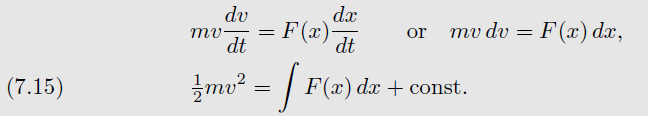 mv dv/dt = F(x) dx/dt or mv dv = F(x) dx,
(7.15) ½mv² = ∫ F(x) dx + const.